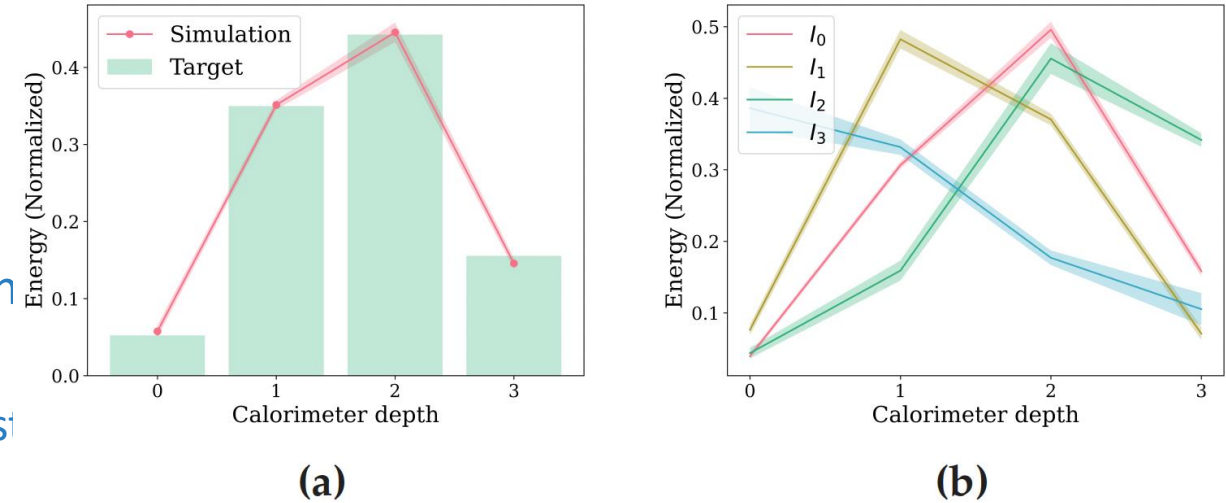 Simulation
Target
Energy (Normalized)
0.4
0.3
0.2
0.1
0.0
0 1 2 3
Calorimeter depth
(a)
I0
I1
I2
I3
Energy (Normalized)
0.5
0.4
0.3
0.2
0.1
0 1 2 3
Calorimeter depth
(b)